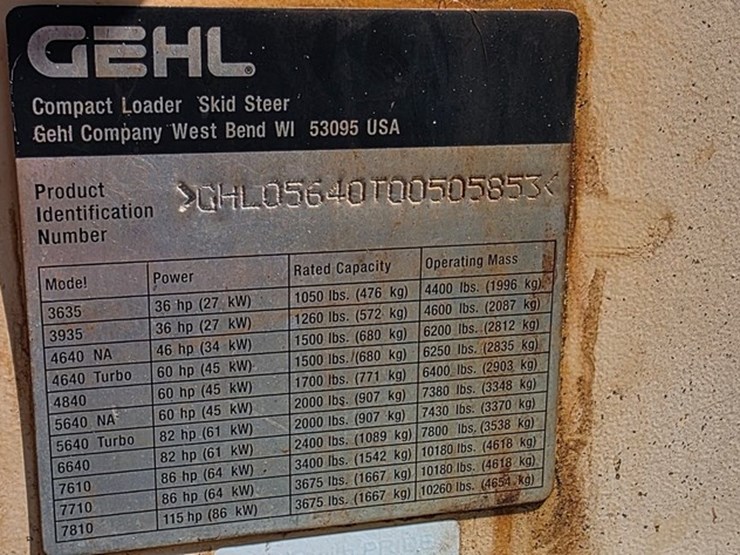 GEHL®
Compact Loader Skid Steer
Gehl Company West Bend WI 53095 USA
Product
Identification
Number
>GHL05640T00505853<
Model Power Rated Capacity Operating Mass
3635 36 hp (27 kW) 1050 lbs. (476 kg) 4400 lbs. (1996 kg)
3935 36 hp (27 kW) 1260 lbs. (572 kg) 4600 lbs. (2087 kg)
4640 NA 46 hp (34 kW) 1500 lbs. (680 kg) 6200 lbs. (2812 kg)
4640 Turbo 60 hp (45 kW) 1500 lbs. (680 kg) 6250 lbs. (2835 kg)
4840 60 hp (45 kW) 1700 lbs. (771 kg) 6400 lbs. (2903 kg)
5640 NA 60 hp (45 kW) 2000 lbs. (907 kg) 7380 lbs. (3348 kg)
5640 Turbo 82 hp (61 kW) 2000 lbs. (907 kg) 7430 lbs. (3370 kg)
6640 82 hp (61 kW) 2400 lbs. (1089 kg) 7800 lbs. (3538 kg)
7610 86 hp (64 kW) 3400 lbs. (1542 kg) 10180 lbs. (4618 kg)
7710 86 hp (64 kW) 3675 lbs. (1667 kg) 10180 lbs. (4618 kg)
7810 115 hp (86 kW) 3675 lbs. (1667 kg) 10260 lbs. (4654 kg)
PRICE